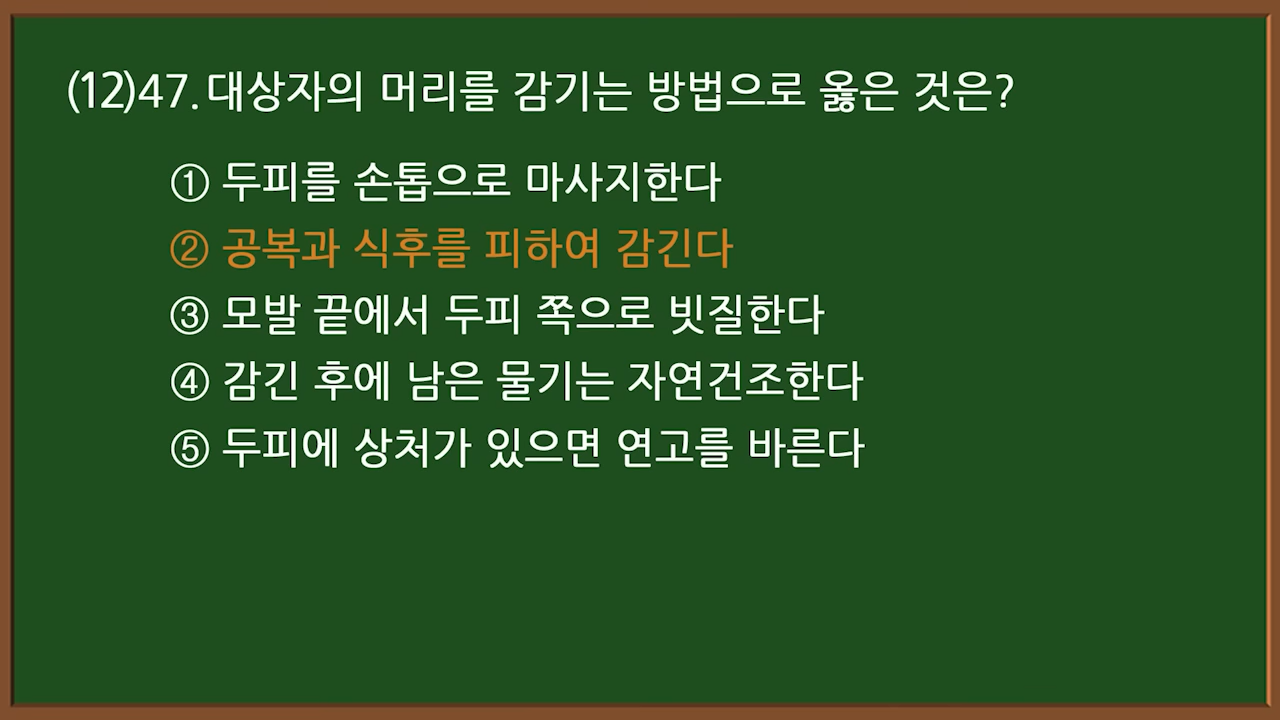 (12)47. 대상자의 머리를 감기는 방법으로 옳은 것은?
① 두피를 손톱으로 마사지한다
② 공복과 식후를 피하여 감긴다
③ 모발 끝에서 두피 쪽으로 빗질한다
④ 감긴 후에 남은 물기는 자연건조한다
⑤ 두피에 상처가 있으면 연고를 바른다